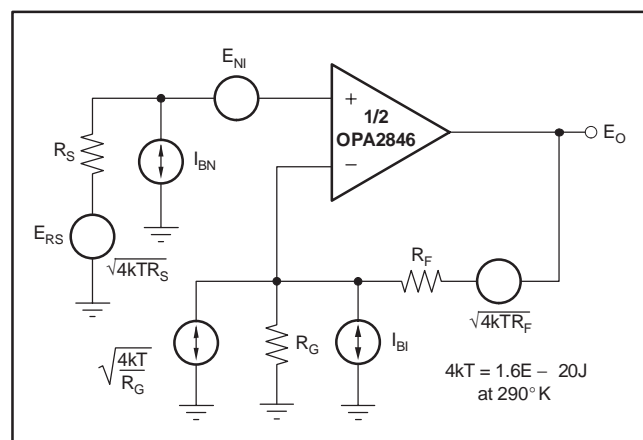 E_NI
+
1/2
OPA2846
−
E_O
R_S
I_BN
E_RS
√4kTR_S
R_F
√4kTR_F
√4kT/R_G
R_G
I_BI
4kT = 1.6E − 20J
at 290°K